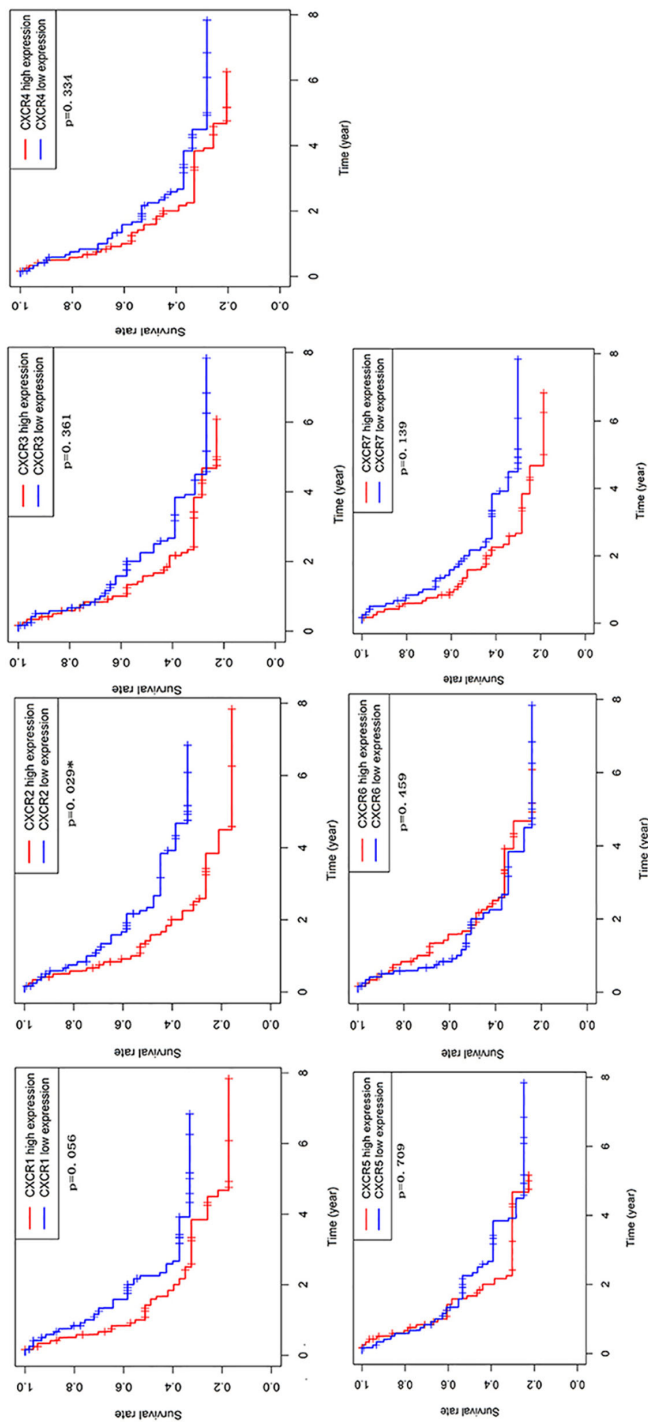 CXCR1 high expression
CXCR1 low expression
p=0.056
Survival rate
1.0
0.8
0.6
0.4
0.2
0.0
0 2 4 6 8
Time (year)
CXCR2 high expression
CXCR2 low expression
p=0.029*
Survival rate
1.0
0.8
0.6
0.4
0.2
0.0
0 2 4 6 8
Time (year)
CXCR3 high expression
CXCR3 low expression
p=0.361
Survival rate
1.0
0.8
0.6
0.4
0.2
0.0
0 2 4 6 8
Time (year)
CXCR4 high expression
CXCR4 low expression
p=0.334
Survival rate
1.0
0.8
0.6
0.4
0.2
0.0
0 2 4 6 8
Time (year)
CXCR5 high expression
CXCR5 low expression
p=0.709
Survival rate
1.0
0.8
0.6
0.4
0.2
0.0
0 2 4 6 8
Time (year)
CXCR6 high expression
CXCR6 low expression
p=0.459
Survival rate
1.0
0.8
0.6
0.4
0.2
0.0
0 2 4 6 8
Time (year)
CXCR7 high expression
CXCR7 low expression
p=0.139
Survival rate
1.0
0.8
0.6
0.4
0.2
0.0
0 2 4 6 8
Time (year)